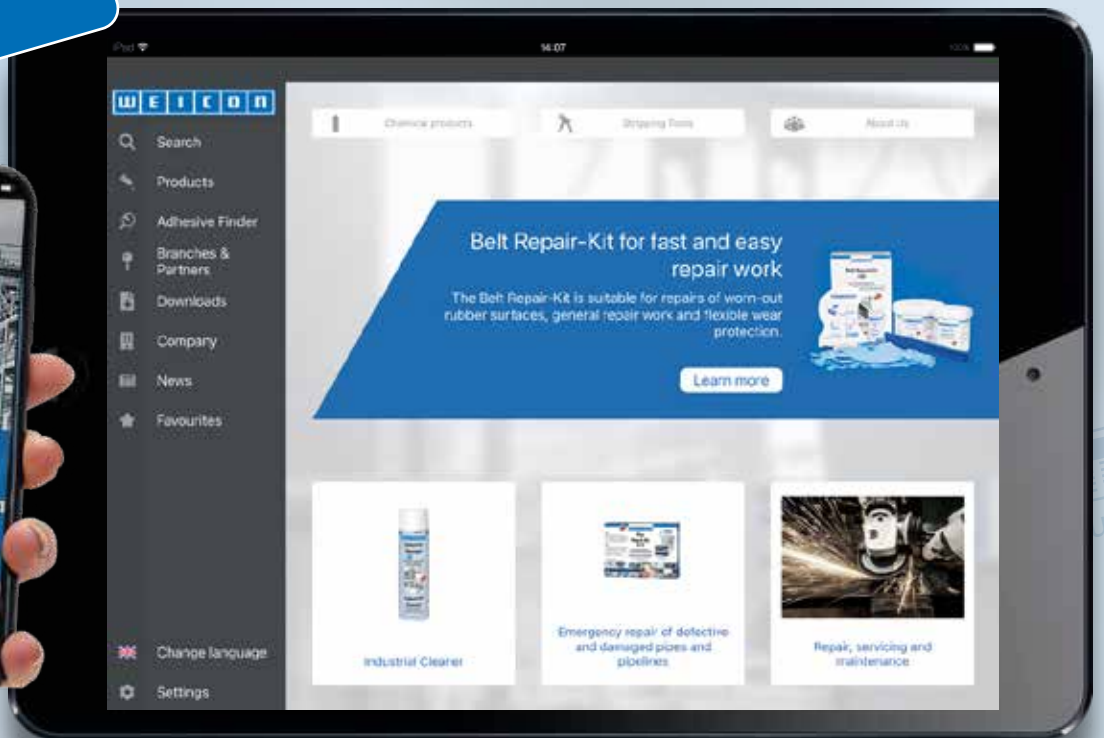 iPad
14:07
100%
WEICON
Search
Products
Adhesive Finder
Branches &
Partners
Downloads
Company
News
Favourites
Change language
Settings
Chemical products
Stripping Tools
About Us
Belt Repair-Kit for fast and easy
repair work
The Belt Repair-Kit is suitable for repairs of worn-out
rubber surfaces, general repair work and flexible wear
protection.
Learn more
Industrial Cleaner
Emergency repair of defective
and damaged pipes and
pipelines
Repair, servicing and
maintenance